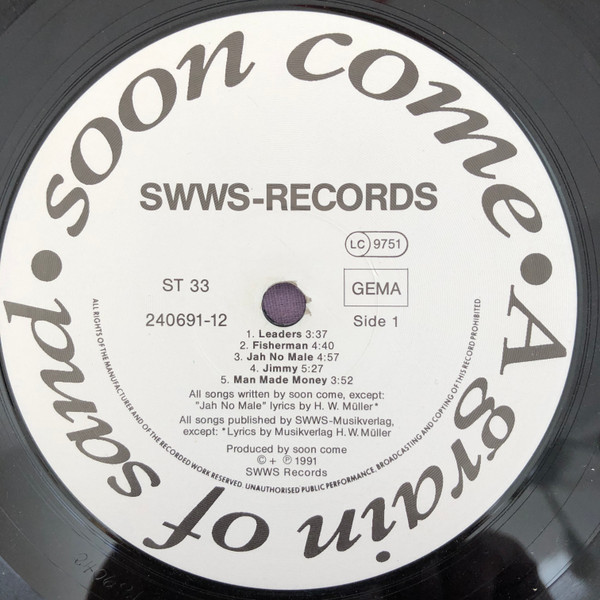 soon come • A grain of sand •
SWWS-RECORDS
LC 9751
ST 33
GEMA
240691-12
Side 1
1. Leaders 3:37
2. Fisherman 4:40
3. Jah No Male 4:57
4. Jimmy 5:27
5. Man Made Money 3:52
All songs written by soon come, except:
"Jah No Male" lyrics by H. W. Müller*
All songs published by SWWS-Musikverlag,
except: *Lyrics by Musikverlag H. W. Müller
Produced by soon come
© + ℗ 1991
SWWS Records
ALL RIGHTS OF THE MANUFACTURER AND OF THE RECORDED WORK RESERVED. UNAUTHORISED PUBLIC PERFORMANCE, BROADCASTING AND COPYING OF THIS RECORD PROHIBITED